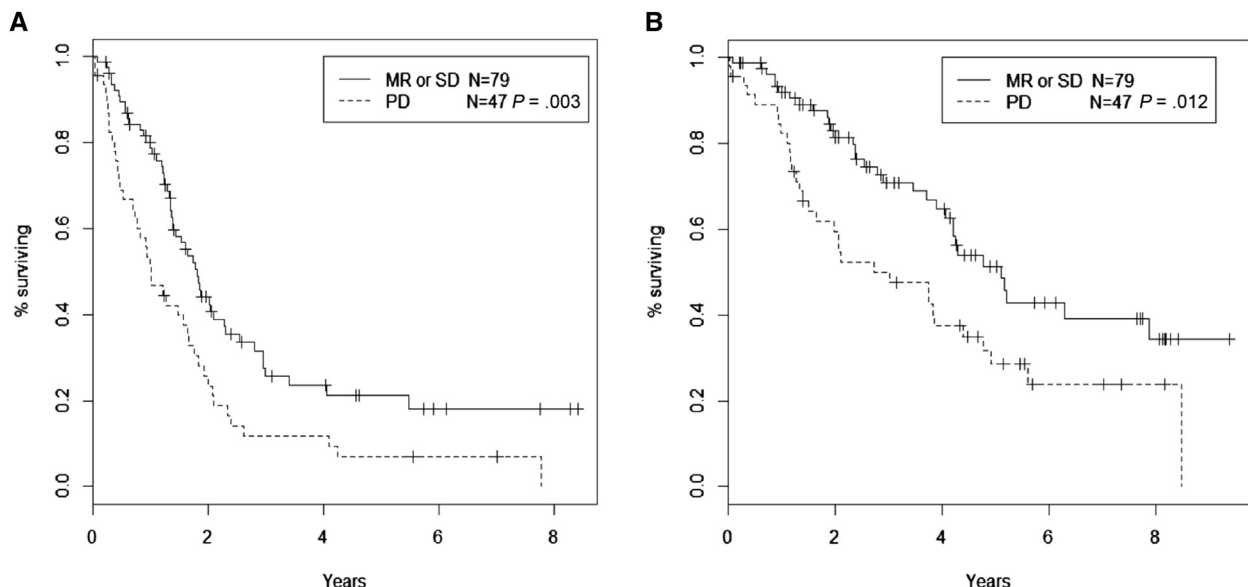 A
% surviving
1.0
0.8
0.6
0.4
0.2
0.0
MR or SD N=79
PD N=47 P = .003
0 2 4 6 8
Years
B
% surviving
1.0
0.8
0.6
0.4
0.2
0.0
MR or SD N=79
PD N=47 P = .012
0 2 4 6 8
Years